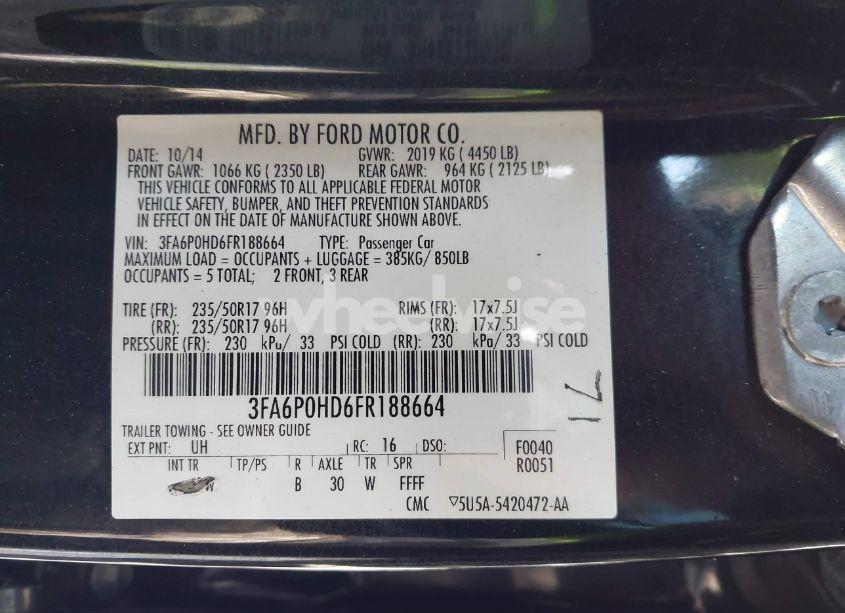 MFD. BY FORD MOTOR CO.
DATE: 10/14 GVWR: 2019 KG ( 4450 LB)
FRONT GAWR: 1066 KG ( 2350 LB) REAR GAWR: 964 KG ( 2125 LB)
THIS VEHICLE CONFORMS TO ALL APPLICABLE FEDERAL MOTOR
VEHICLE SAFETY, BUMPER, AND THEFT PREVENTION STANDARDS
IN EFFECT ON THE DATE OF MANUFACTURE SHOWN ABOVE.
VIN: 3FA6P0HD6FR188664 TYPE: Passenger Car
MAXIMUM LOAD = OCCUPANTS + LUGGAGE = 385KG/ 850LB
OCCUPANTS = 5 TOTAL; 2 FRONT, 3 REAR
TIRE (FR): 235/50R17 96H RIMS (FR): 17x7.5J
(RR): 235/50R17 96H (RR): 17x7.5J
wheelwise
PRESSURE (FR): 230 kPa/ 33 PSI COLD (RR): 230 kPa/ 33 PSI COLD
3FA6P0HD6FR188664
71
TRAILER TOWING - SEE OWNER GUIDE
EXT PNT: UH RC: 16 DSO: F0040
R0051
INT TR TP/PS R AXLE TR SPR
W B 30 W FFFF
CMC ▽5U5A-5420472-AA